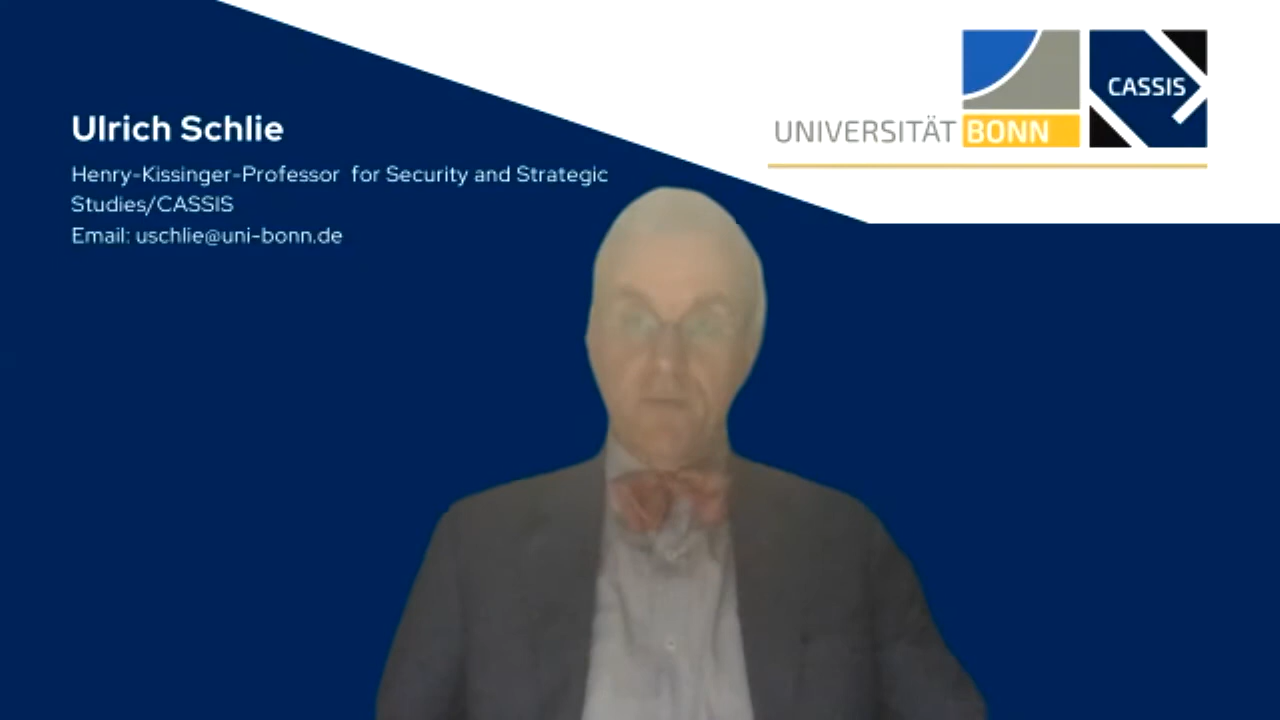 Ulrich Schlie
Henry-Kissinger-Professor for Security and Strategic
Studies/CASSIS
Email: uschlie@uni-bonn.de
CASSIS
UNIVERSITÄT BONN